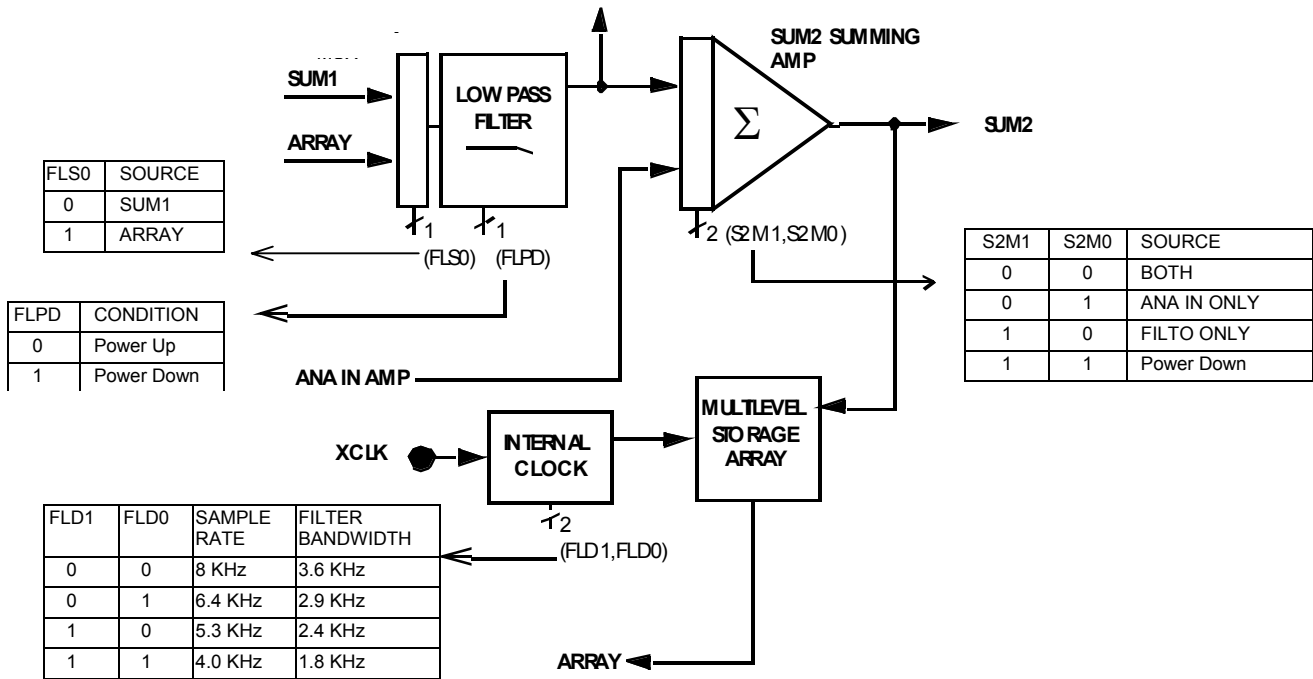 SUM2 SUMMING
AMP
SUM1
ARRAY
LOW PASS
FILTER
Σ
SUM2
FLS0 SOURCE
0 SUM1
1 ARRAY
1
(FLS0)
1
(FLPD)
2 (S2M1,S2M0)
S2M1 S2M0 SOURCE
0 0 BOTH
0 1 ANA IN ONLY
1 0 FILTO ONLY
1 1 Power Down
FLPD CONDITION
0 Power Up
1 Power Down
ANA IN AMP
MULTILEVEL
STORAGE
ARRAY
XCLK
INTERNAL
CLOCK
2
(FLD1,FLD0)
FLD1 FLD0 SAMPLE RATE FILTER BANDWIDTH
0 0 8 KHz 3.6 KHz
0 1 6.4 KHz 2.9 KHz
1 0 5.3 KHz 2.4 KHz
1 1 4.0 KHz 1.8 KHz
ARRAY